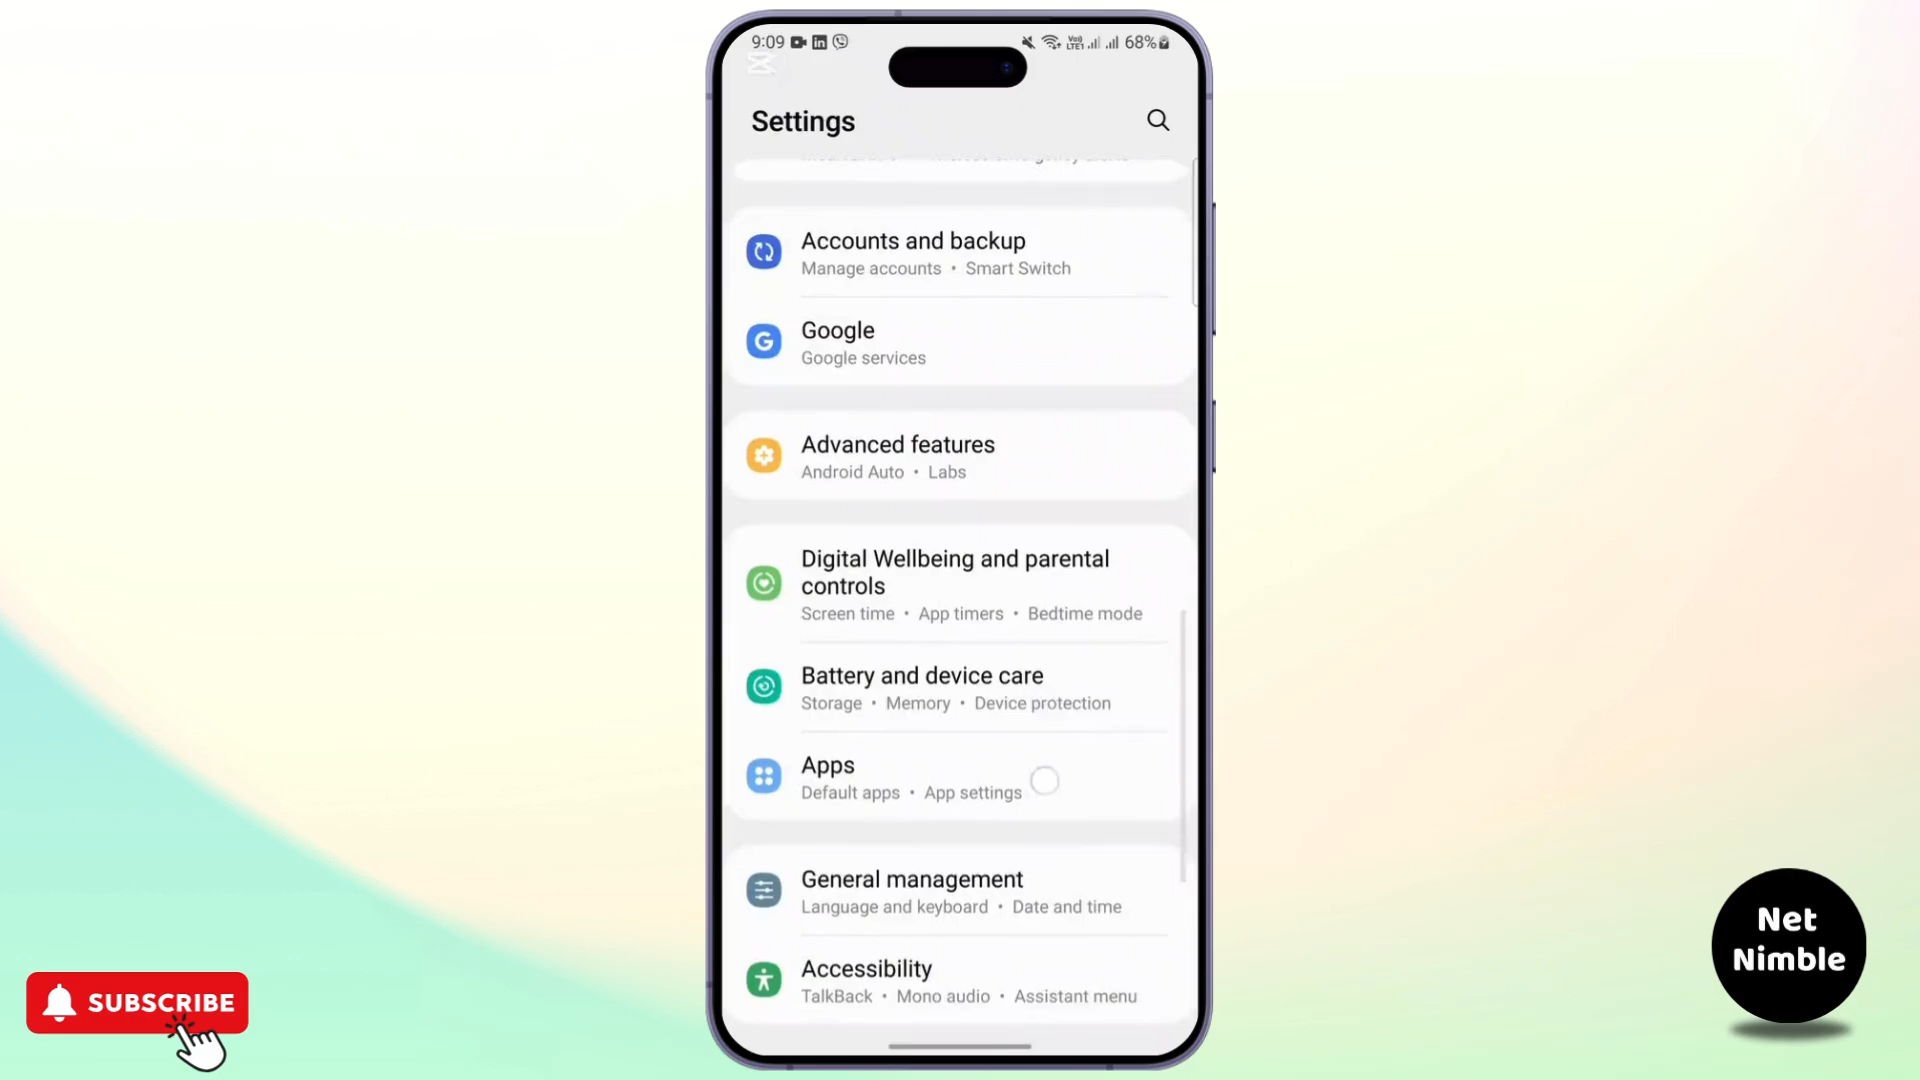 9:09
Vo)) LTE1
68%
Settings
Accounts and backup
Manage accounts • Smart Switch
Google
Google services
Advanced features
Android Auto • Labs
Digital Wellbeing and parental
controls
Screen time • App timers • Bedtime mode
Battery and device care
Storage • Memory • Device protection
Apps
Default apps • App settings
General management
Language and keyboard • Date and time
Accessibility
TalkBack • Mono audio • Assistant menu
SUBSCRIBE
Net
Nimble